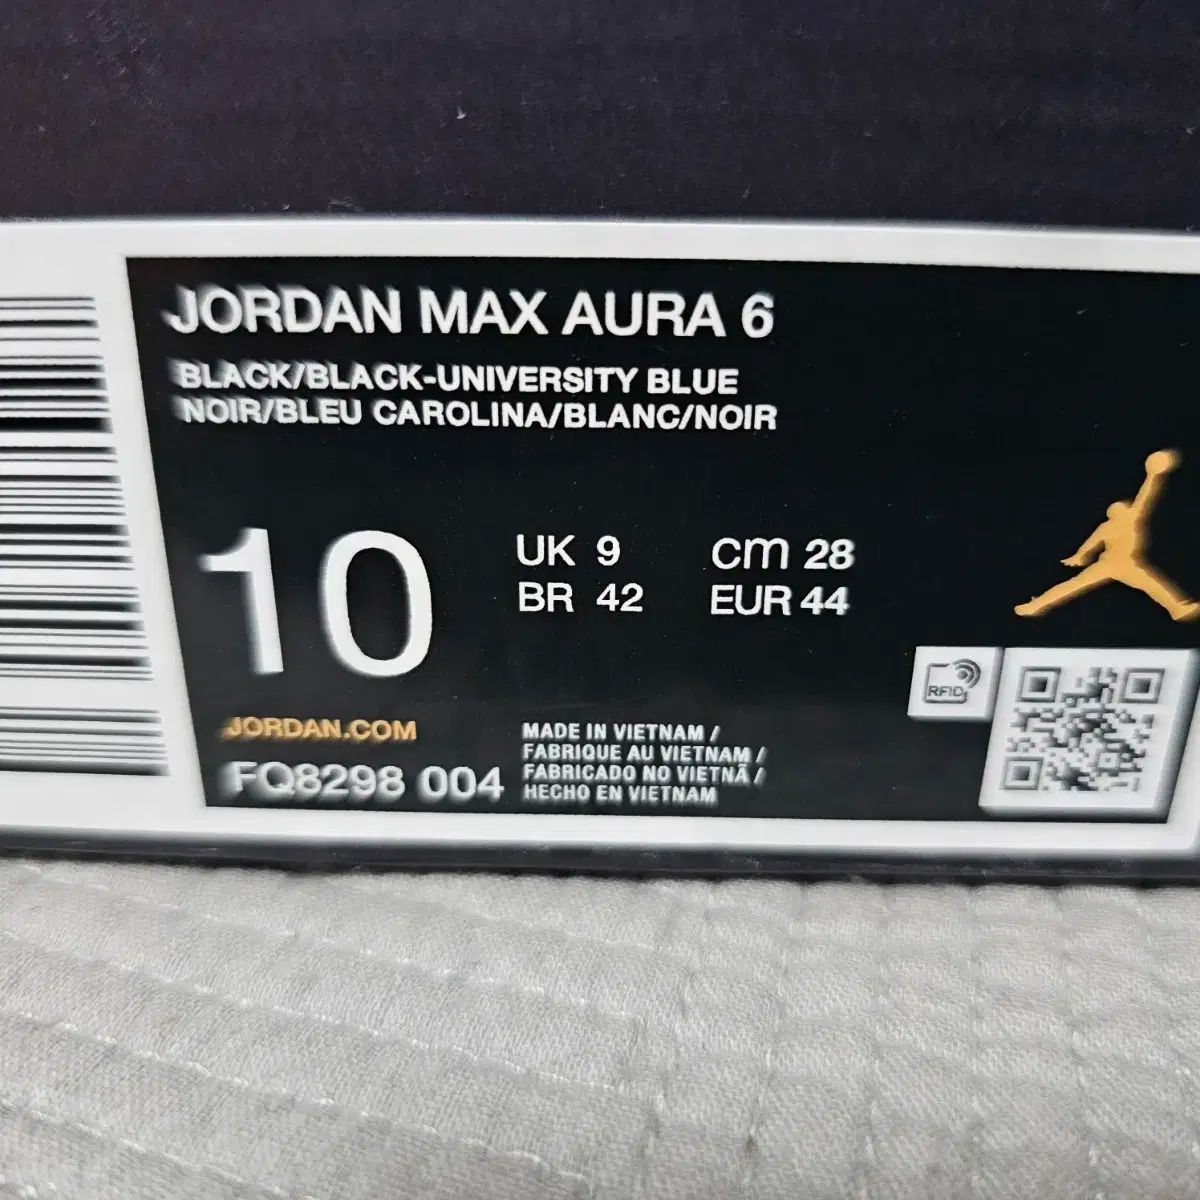 JORDAN MAX AURA 6
BLACK/BLACK-UNIVERSITY BLUE
NOIR/BLEU CAROLINA/BLANC/NOIR
10
UK 9
cm 28
BR 42
EUR 44
RFID
JORDAN.COM
FQ8298 004
MADE IN VIETNAM /
FABRIQUE AU VIETNAM /
FABRICADO NO VIETNÃ /
HECHO EN VIETNAM